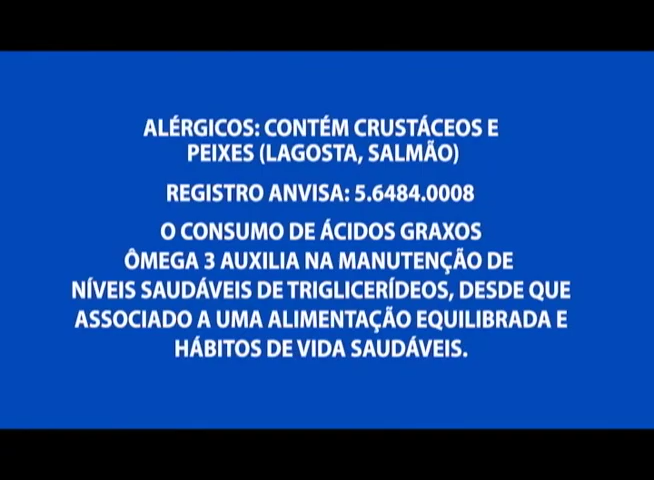 ALÉRGICOS: CONTÉM CRUSTÁCEOS E
PEIXES (LAGOSTA, SALMÃO)
REGISTRO ANVISA: 5.6484.0008
O CONSUMO DE ÁCIDOS GRAXOS
ÔMEGA 3 AUXILIA NA MANUTENÇÃO DE
NÍVEIS SAUDÁVEIS DE TRIGLICERÍDEOS, DESDE QUE
ASSOCIADO A UMA ALIMENTAÇÃO EQUILIBRADA E
HÁBITOS DE VIDA SAUDÁVEIS.